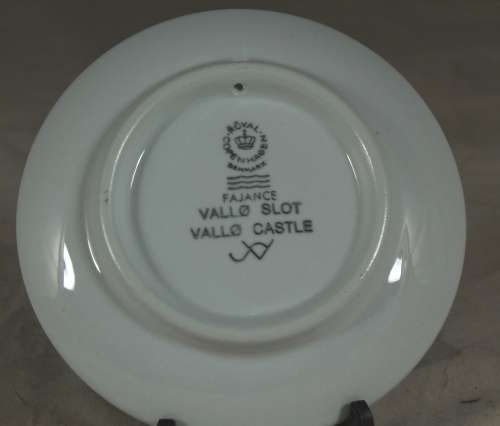 ROYAL
COPENHAGEN
DENMARK
FAJANCE
VALLØ SLOT
VALLØ CASTLE